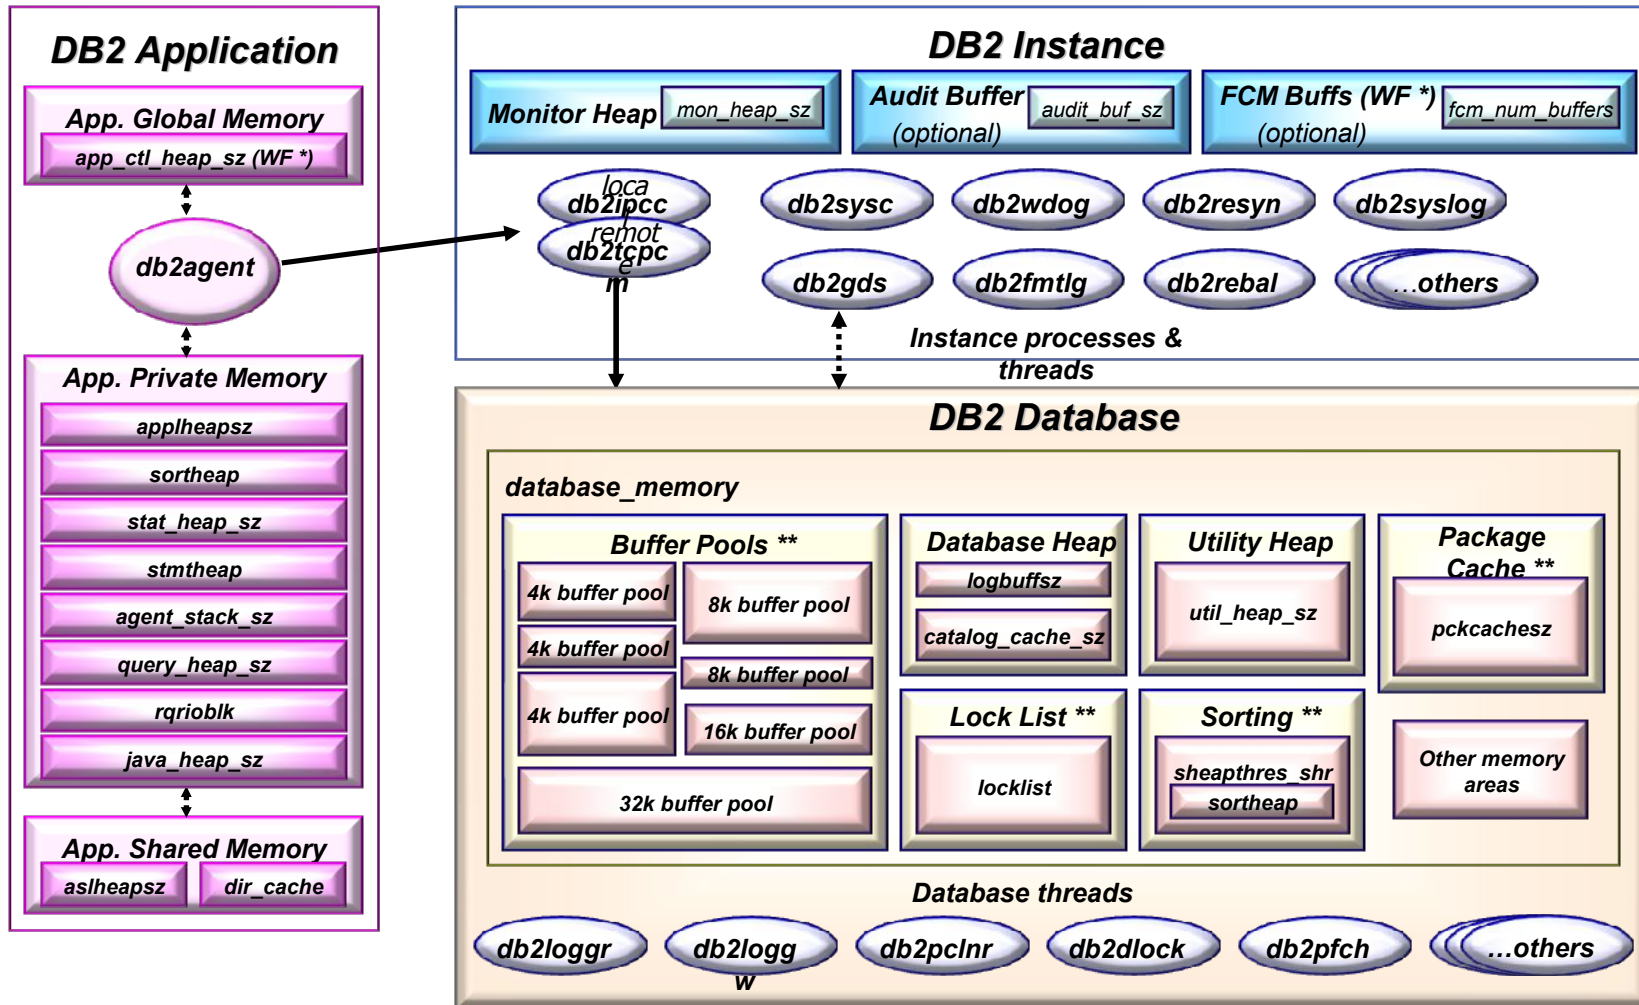 DB2 Application
App. Global Memory
app_ctl_heap_sz (WF *)
db2agent
App. Private Memory
applheapsz
sortheap
stat_heap_sz
stmtheap
agent_stack_sz
query_heap_sz
rqrioblk
java_heap_sz
App. Shared Memory
aslheapsz
dir_cache
DB2 Instance
Monitor Heap
mon_heap_sz
Audit Buffer
(optional)
audit_buf_sz
FCM Buffs (WF *)
(optional)
fcm_num_buffers
loca
l
db2ipcc
remot
e
db2tcpc
m
db2sysc
db2wdog
db2resyn
db2syslog
db2gds
db2fmtlg
db2rebal
...others
Instance processes &
threads
DB2 Database
database_memory
Buffer Pools **
4k buffer pool
8k buffer pool
4k buffer pool
8k buffer pool
4k buffer pool
16k buffer pool
32k buffer pool
Database Heap
logbuffsz
catalog_cache_sz
Utility Heap
util_heap_sz
Package
Cache **
pckcachesz
Lock List **
locklist
Sorting **
sheapthres_shr
sortheap
Other memory
areas
Database threads
db2loggr
db2logg
w
db2pclnr
db2dlock
db2pfch
...others